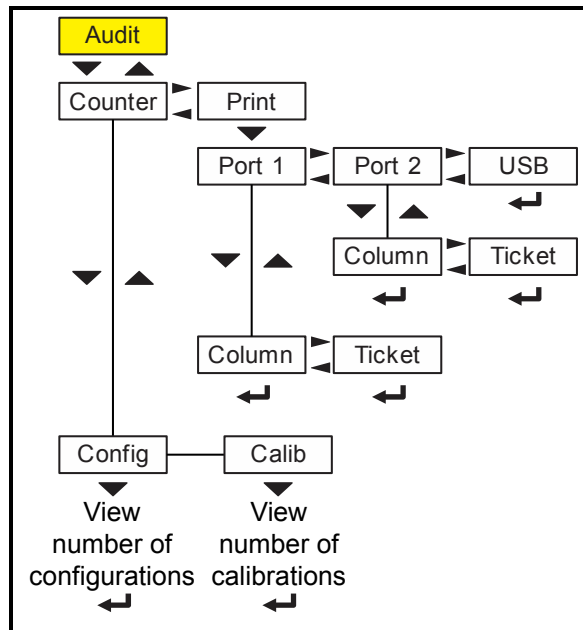 Audit
Counter
Print
Port 1
Port 2
USB
Column
Ticket
Column
Ticket
Config
Calib
View
number of
configurations
View
number of
calibrations